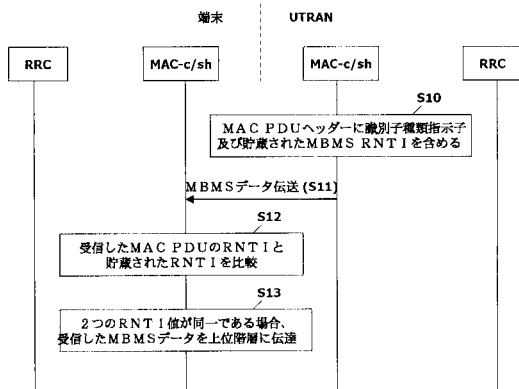 端末
UTRAN
RRC
MAC-c/sh
MAC-c/sh
RRC
S10
MAC PDUヘッダーに識別子種類指示子
及び貯蔵されたMBMS RNTIを含める
MBMSデータ伝送 (S11)
S12
受信したMAC PDUのRNTIと
貯蔵されたRNTIを比較
S13
2つのRNTI値が同一である場合、
受信したMBMSデータを上位階層に伝達